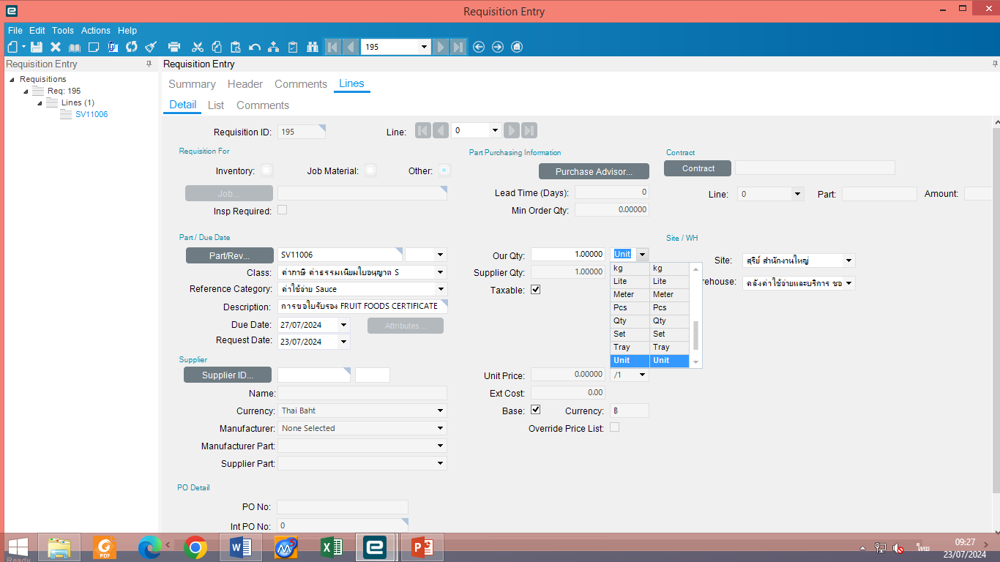 Requisition Entry
File Edit Tools Actions Help
195
Requisition Entry
Requisitions
Req: 195
Lines (1)
SV11006
Requisition Entry
Summary Header Comments Lines
Detail List Comments
Requisition ID: 195 Line: 0
Requisition For Part Purchasing Information Contract
Inventory: Job Material: Other: Purchase Advisor... Contract
Job... Lead Time (Days): 0 Line: 0 Part: Amount:
Insp Required: Min Order Qty: 0.00000
Part / Due Date Site / WH
Part/Rev... SV11006 Our Qty: 1.00000 Unit Site: สุรีย์ สำนักงานใหญ่
Class: ค่าภาษี ค่าธรรมเนียมใบอนุญาต S Supplier Qty: 1.00000 kg kg
Reference Category: ค่าใช้จ่าย Sauce Taxable: Lite Lite rehouse: คลังค่าใช้จ่ายและบริการ ซอ
Meter Meter
Description: การขอใบรับรอง FRUIT FOODS CERTIFICATE Pcs Pcs
Due Date: 27/07/2024 Attributes... Qty Qty
Request Date: 23/07/2024 Set Set
Tray Tray
Supplier Unit Unit
Supplier ID... Unit Price: 0.00000 /1
Name: Ext Cost: 0.00
Currency: Thai Baht Base: Currency: ฿
Manufacturer: None Selected Override Price List:
Manufacturer Part:
Supplier Part:
PO Detail
PO No:
Int PO No: 0
Ready
PDF
ไทย
09:27
23/07/2024